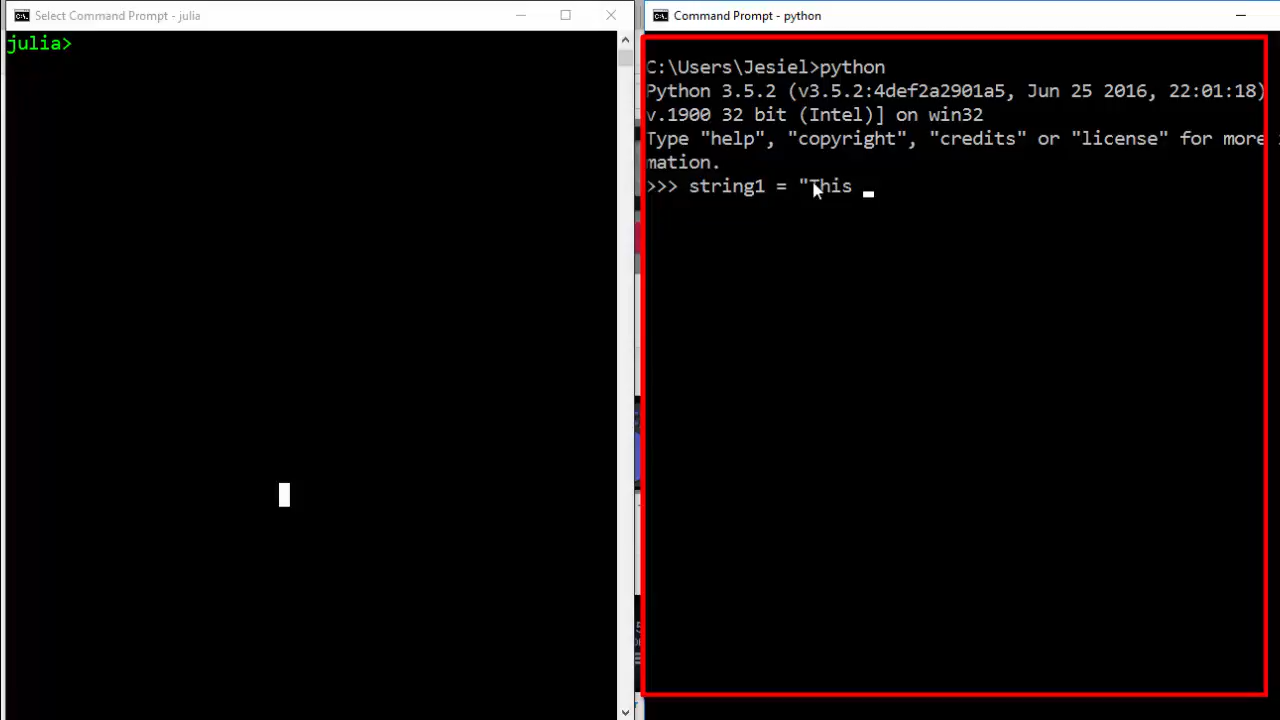 Select Command Prompt - julia
julia>
Command Prompt - python
C:\Users\Jesiel>python
Python 3.5.2 (v3.5.2:4def2a2901a5, Jun 25 2016, 22:01:18)
v.1900 32 bit (Intel)] on win32
Type "help", "copyright", "credits" or "license" for more
mation.
>>> string1 = "This